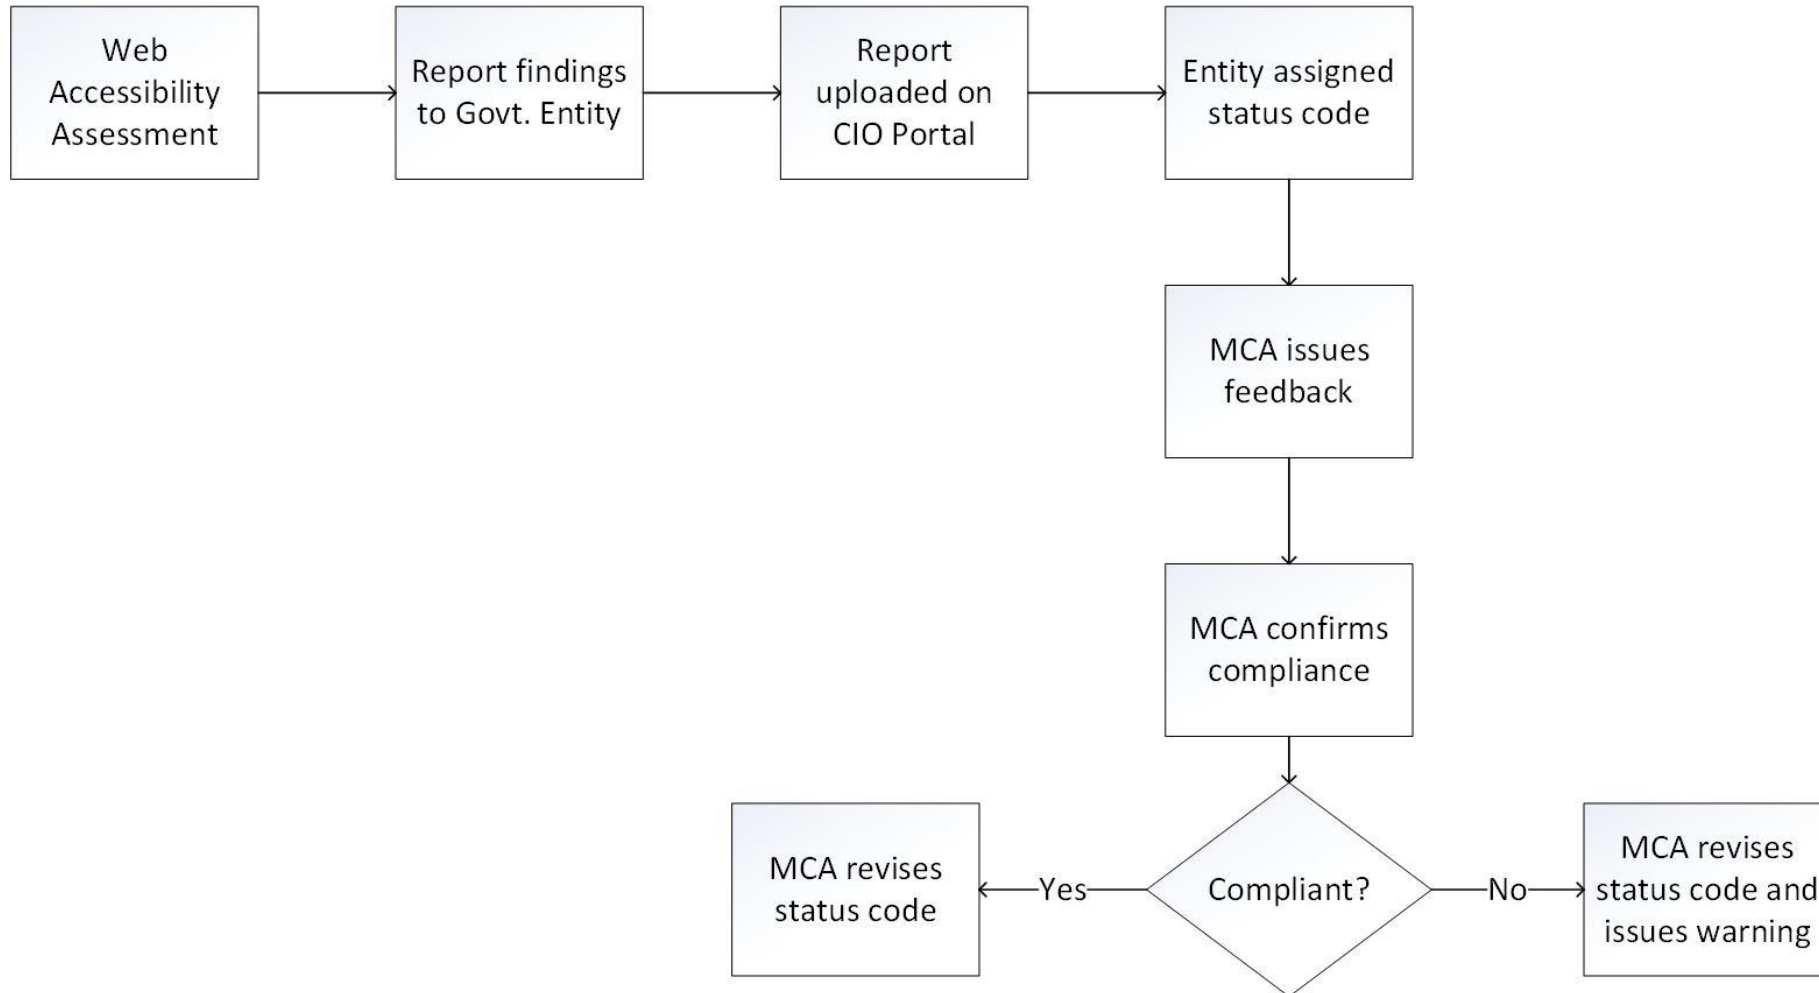 Web
Accessibility
Assessment
Report findings
to Govt. Entity
Report
uploaded on
CIO Portal
Entity assigned
status code
MCA issues
feedback
MCA confirms
compliance
MCA revises
status code
Yes
Compliant?
No
MCA revises
status code and
issues warning